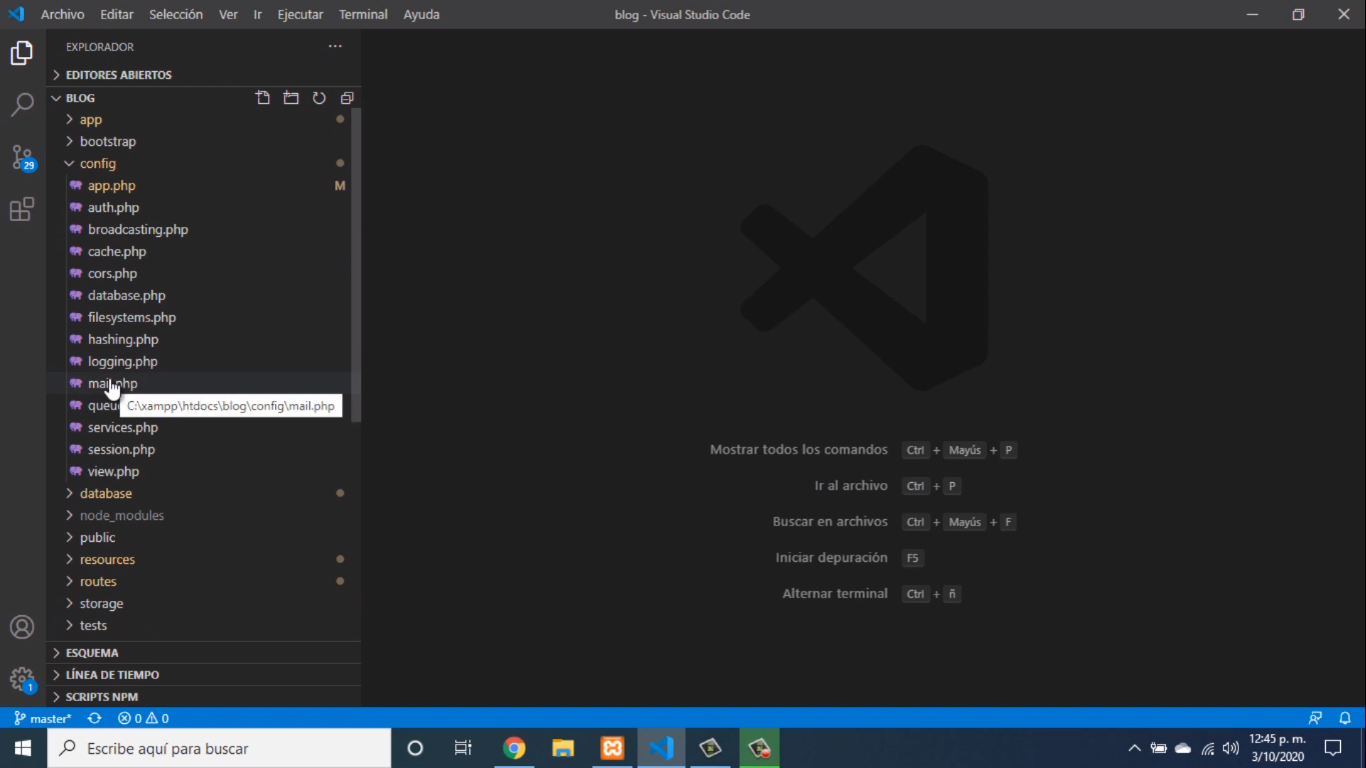 Archivo Editar Selección Ver Ir Ejecutar Terminal Ayuda blog - Visual Studio Code
EXPLORADOR
EDITORES ABIERTOS
BLOG
app
bootstrap
config
app.php M
auth.php
broadcasting.php
cache.php
cors.php
database.php
filesystems.php
hashing.php
logging.php
mail.php
C:\xampp\htdocs\blog\config\mail.php
services.php
session.php
view.php
database
node_modules
public
resources
routes
storage
tests
ESQUEMA
LÍNEA DE TIEMPO
SCRIPTS NPM
29
1
Mostrar todos los comandos Ctrl + Mayús + P
Ir al archivo Ctrl + P
Buscar en archivos Ctrl + Mayús + F
Iniciar depuración F5
Alternar terminal Ctrl + ñ
master* 0 0
Escribe aquí para buscar
12:45 p. m.
3/10/2020